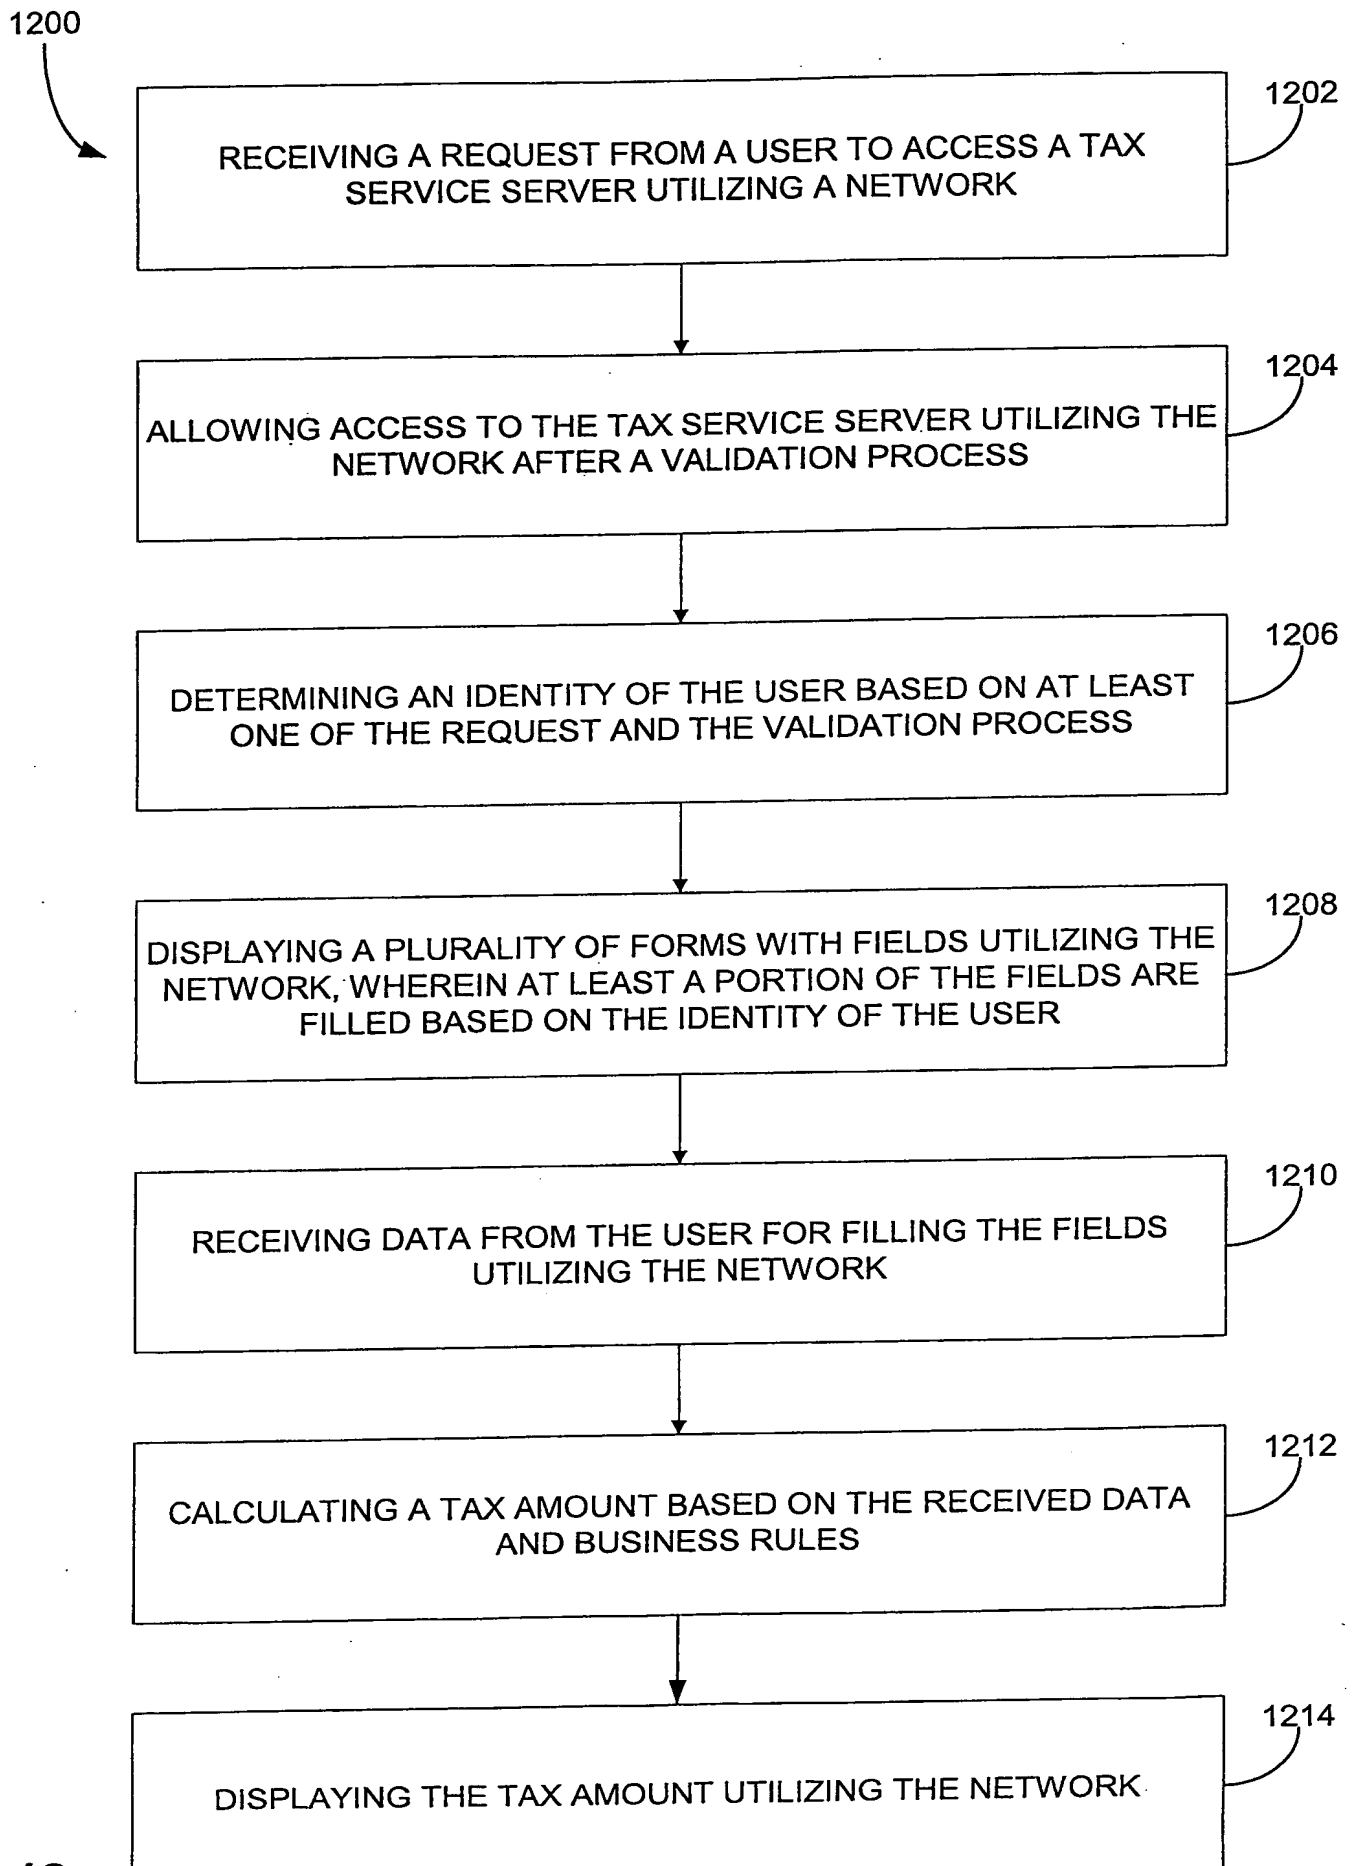 1200
1202
RECEIVING A REQUEST FROM A USER TO ACCESS A TAX
SERVICE SERVER UTILIZING A NETWORK
1204
ALLOWING ACCESS TO THE TAX SERVICE SERVER UTILIZING THE
NETWORK AFTER A VALIDATION PROCESS
1206
DETERMINING AN IDENTITY OF THE USER BASED ON AT LEAST
ONE OF THE REQUEST AND THE VALIDATION PROCESS
1208
DISPLAYING A PLURALITY OF FORMS WITH FIELDS UTILIZING THE
NETWORK, WHEREIN AT LEAST A PORTION OF THE FIELDS ARE
FILLED BASED ON THE IDENTITY OF THE USER
1210
RECEIVING DATA FROM THE USER FOR FILLING THE FIELDS
UTILIZING THE NETWORK
1212
CALCULATING A TAX AMOUNT BASED ON THE RECEIVED DATA
AND BUSINESS RULES
1214
DISPLAYING THE TAX AMOUNT UTILIZING THE NETWORK